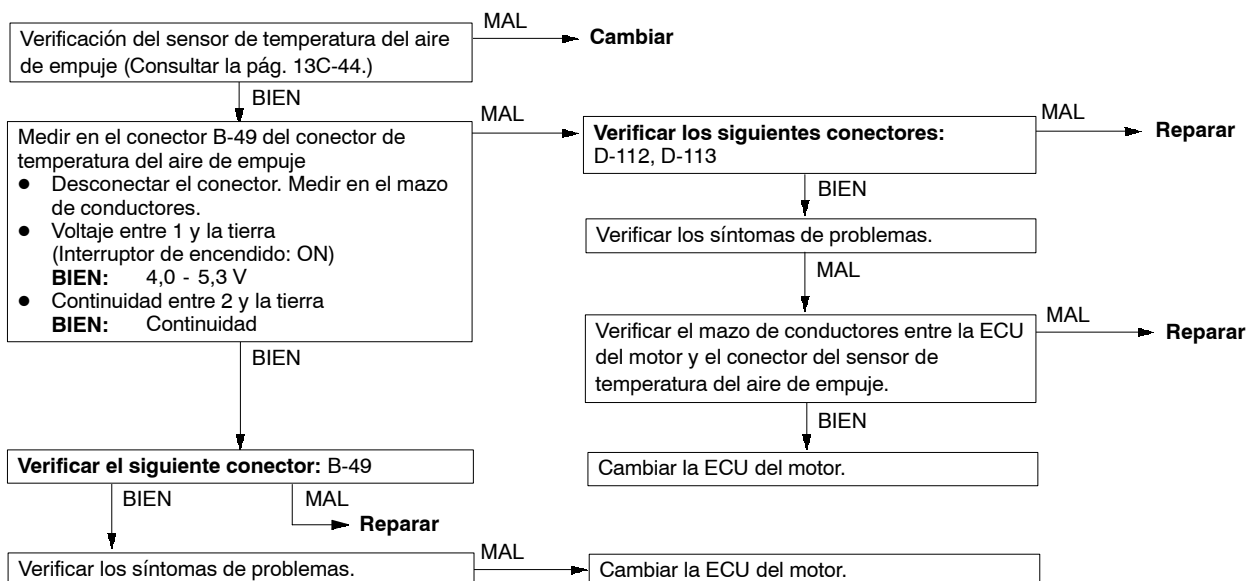 Verificación del sensor de temperatura del aire
de empuje (Consultar la pág. 13C-44.)
MAL
Cambiar
BIEN
Medir en el conector B-49 del conector de
temperatura del aire de empuje
● Desconectar el conector. Medir en el mazo
de conductores.
● Voltaje entre 1 y la tierra
(Interruptor de encendido: ON)
BIEN: 4,0 - 5,3 V
● Continuidad entre 2 y la tierra
BIEN: Continuidad
MAL
Verificar los siguientes conectores:
D-112, D-113
MAL
Reparar
BIEN
Verificar los síntomas de problemas.
MAL
Verificar el mazo de conductores entre la ECU
del motor y el conector del sensor de
temperatura del aire de empuje.
MAL
Reparar
BIEN
Cambiar la ECU del motor.
BIEN
Verificar el siguiente conector: B-49
BIEN
MAL
Reparar
Verificar los síntomas de problemas.
MAL
Cambiar la ECU del motor.